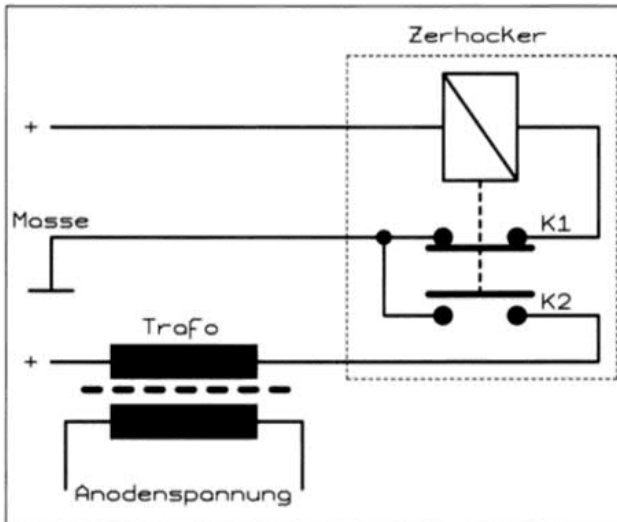 Zerhacker
+
Masse
K1
K2
Trafo
+
Anodenspannung